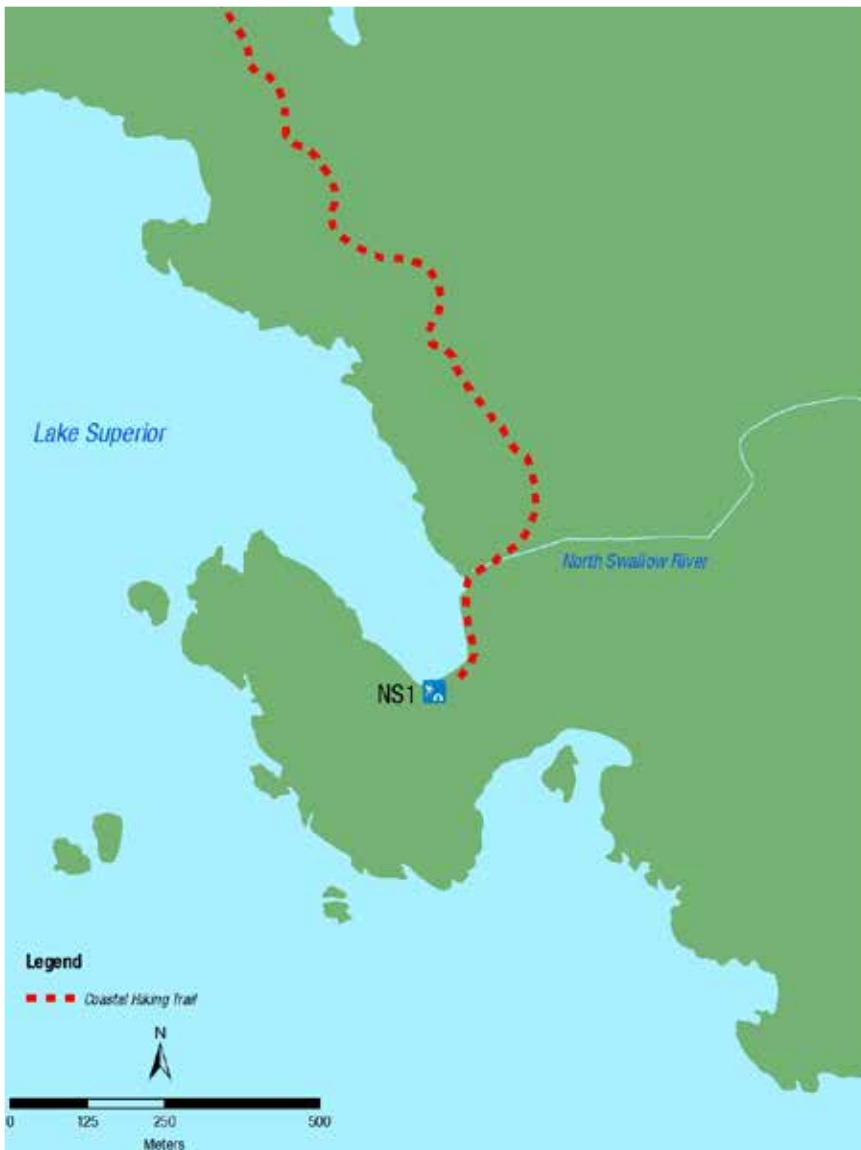 Lake Superior
North Swallow River
NS1
Legend
Coastal Hiking Trail
N
0 125 250 500
Meters